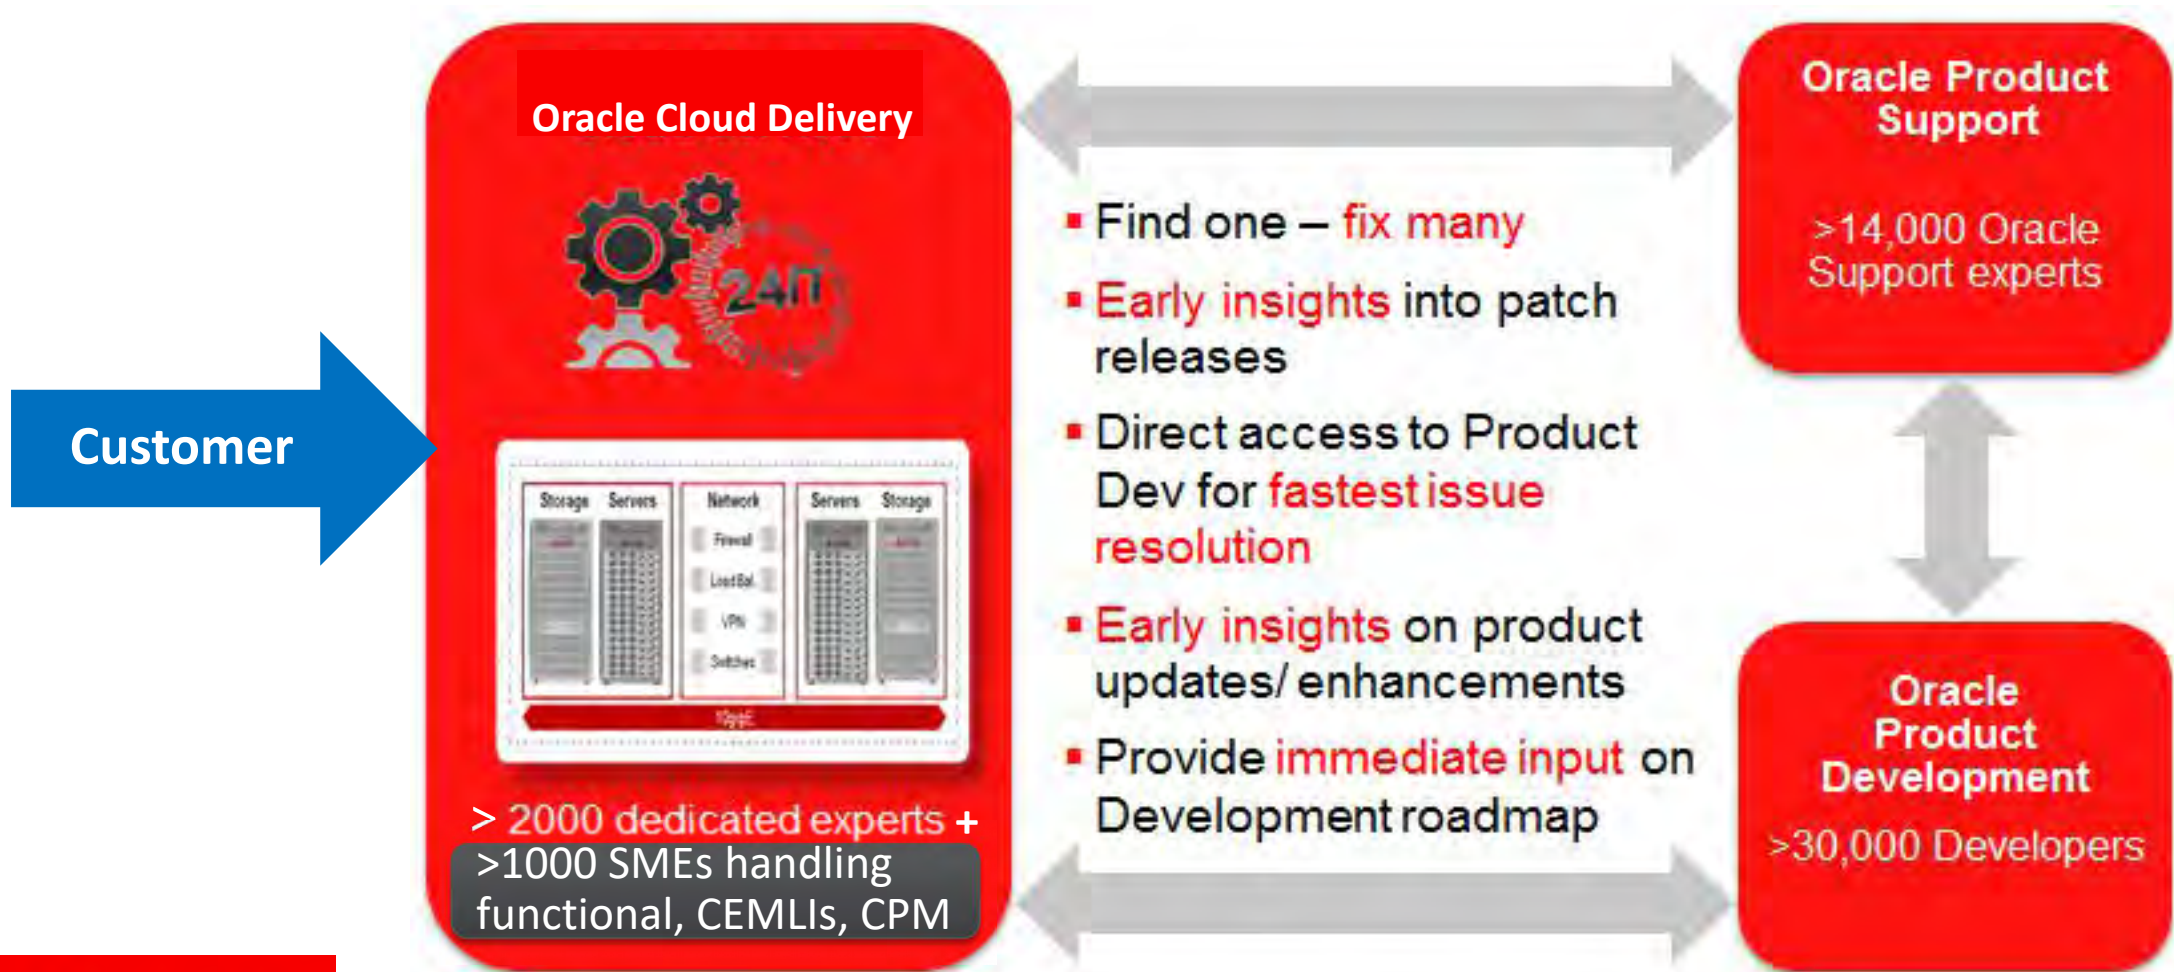 Customer
Oracle Cloud Delivery
Storage Servers Network Servers Storage
Firewall
Load Bal.
VPN
Switches
> 2000 dedicated experts +
>1000 SMEs handling
functional, CEMLIs, CPM
▪ Find one – fix many
▪ Early insights into patch
releases
▪ Direct access to Product
Dev for fastest issue
resolution
▪ Early insights on product
updates/ enhancements
▪ Provide immediate input on
Development roadmap
Oracle Product
Support
>14,000 Oracle
Support experts
Oracle
Product
Development
>30,000 Developers